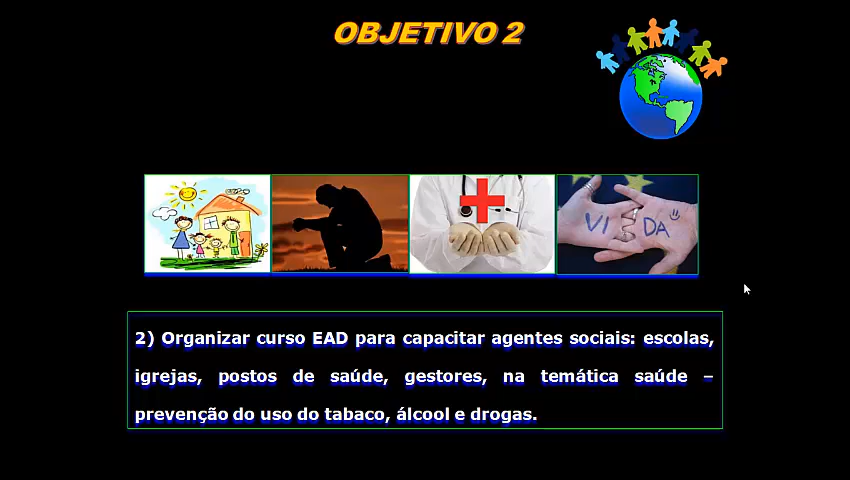 OBJETIVO 2
VI DA
2) Organizar curso EAD para capacitar agentes sociais: escolas,
igrejas, postos de saúde, gestores, na temática saúde –
prevenção do uso do tabaco, álcool e drogas.